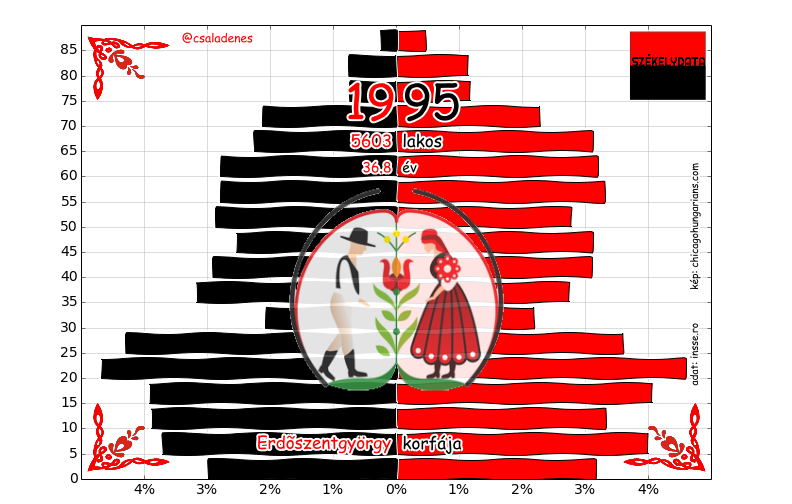 @csaladenes
SZÉKELYDATA
1995
5603 lakos
36.8 év
kép: chicagohungarians.com
adat: insse.ro
Erdőszentgyörgy korfája
85
80
75
70
65
60
55
50
45
40
35
30
25
20
15
10
5
0
4% 3% 2% 1% 0% 1% 2% 3% 4%